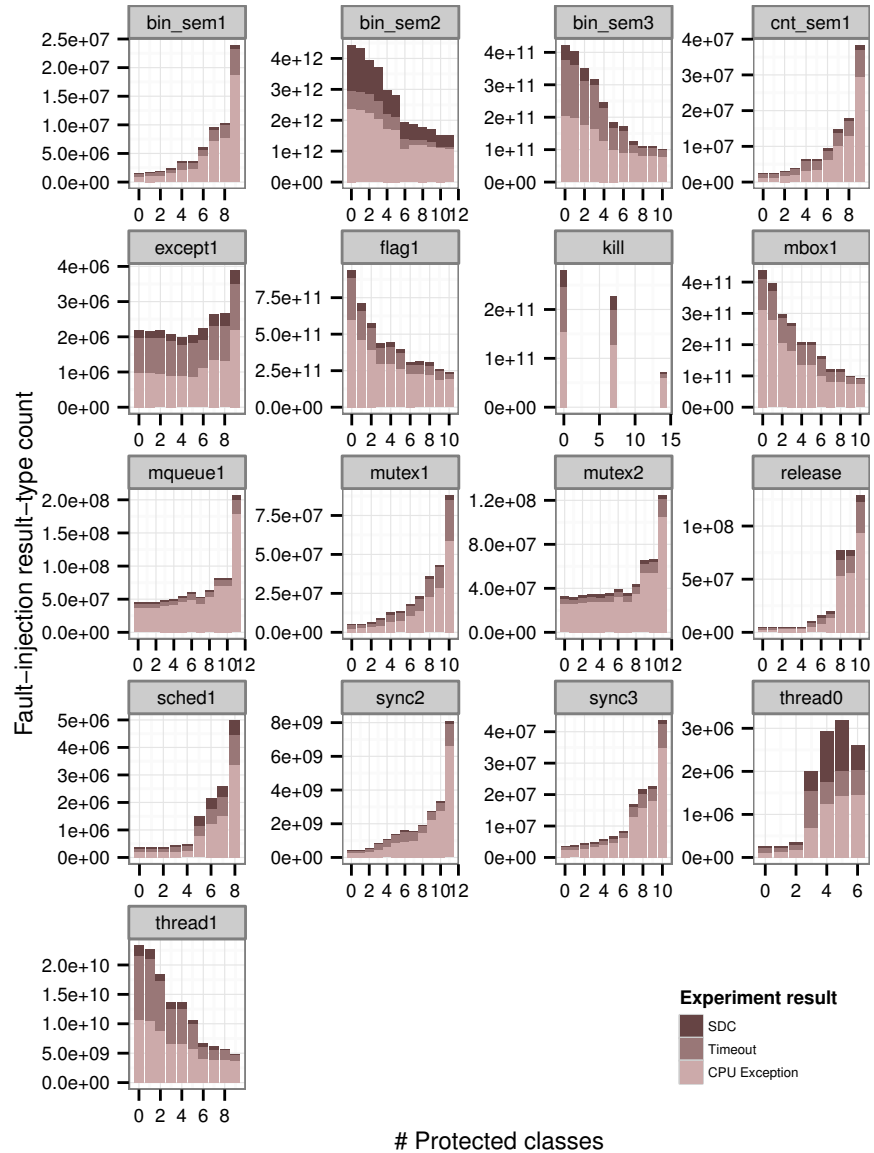 bin_sem1 bin_sem2 bin_sem3 cnt_sem1
2.5e+07
2.0e+07
1.5e+07
1.0e+07
5.0e+06
0.0e+00
0 2 4 6 8
4e+12
3e+12
2e+12
1e+12
0e+00
0 2 4 6 8 10 12
4e+11
3e+11
2e+11
1e+11
0e+00
0 2 4 6 8 10
4e+07
3e+07
2e+07
1e+07
0e+00
0 2 4 6 8
except1 flag1 kill mbox1
4e+06
3e+06
2e+06
1e+06
0e+00
0 2 4 6 8
7.5e+11
5.0e+11
2.5e+11
0.0e+00
0 2 4 6 8 10
2e+11
1e+11
0e+00
0 5 10 15
4e+11
3e+11
2e+11
1e+11
0e+00
0 2 4 6 8 10
mqueue1 mutex1 mutex2 release
2.0e+08
1.5e+08
1.0e+08
5.0e+07
0.0e+00
0 2 4 6 8 10 12
7.5e+07
5.0e+07
2.5e+07
0.0e+00
0 2 4 6 8 10
1.2e+08
8.0e+07
4.0e+07
0.0e+00
0 2 4 6 8 10 12
1e+08
5e+07
0e+00
0 2 4 6 8 10
sched1 sync2 sync3 thread0
5e+06
4e+06
3e+06
2e+06
1e+06
0e+00
0 2 4 6 8
8e+09
6e+09
4e+09
2e+09
0e+00
0 2 4 6 8 10 12
4e+07
3e+07
2e+07
1e+07
0e+00
0 2 4 6 8 10
3e+06
2e+06
1e+06
0e+00
0 2 4 6
thread1
2.0e+10
1.5e+10
1.0e+10
5.0e+09
0.0e+00
0 2 4 6 8
Fault−injection result−type count
# Protected classes
Experiment result
SDC
Timeout
CPU Exception